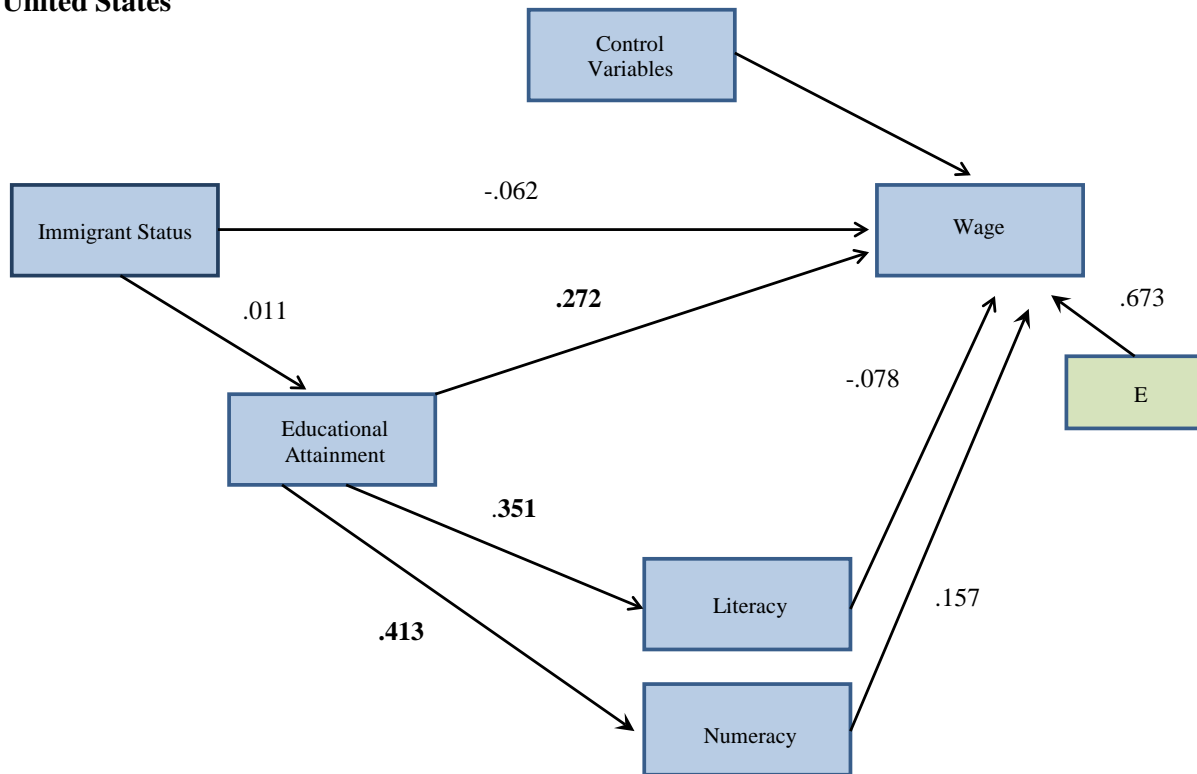 United States
Control
Variables
-.062
Immigrant Status
Wage
.011
.272
.673
-.078
E
Educational
Attainment
.351
Literacy
.157
.413
Numeracy